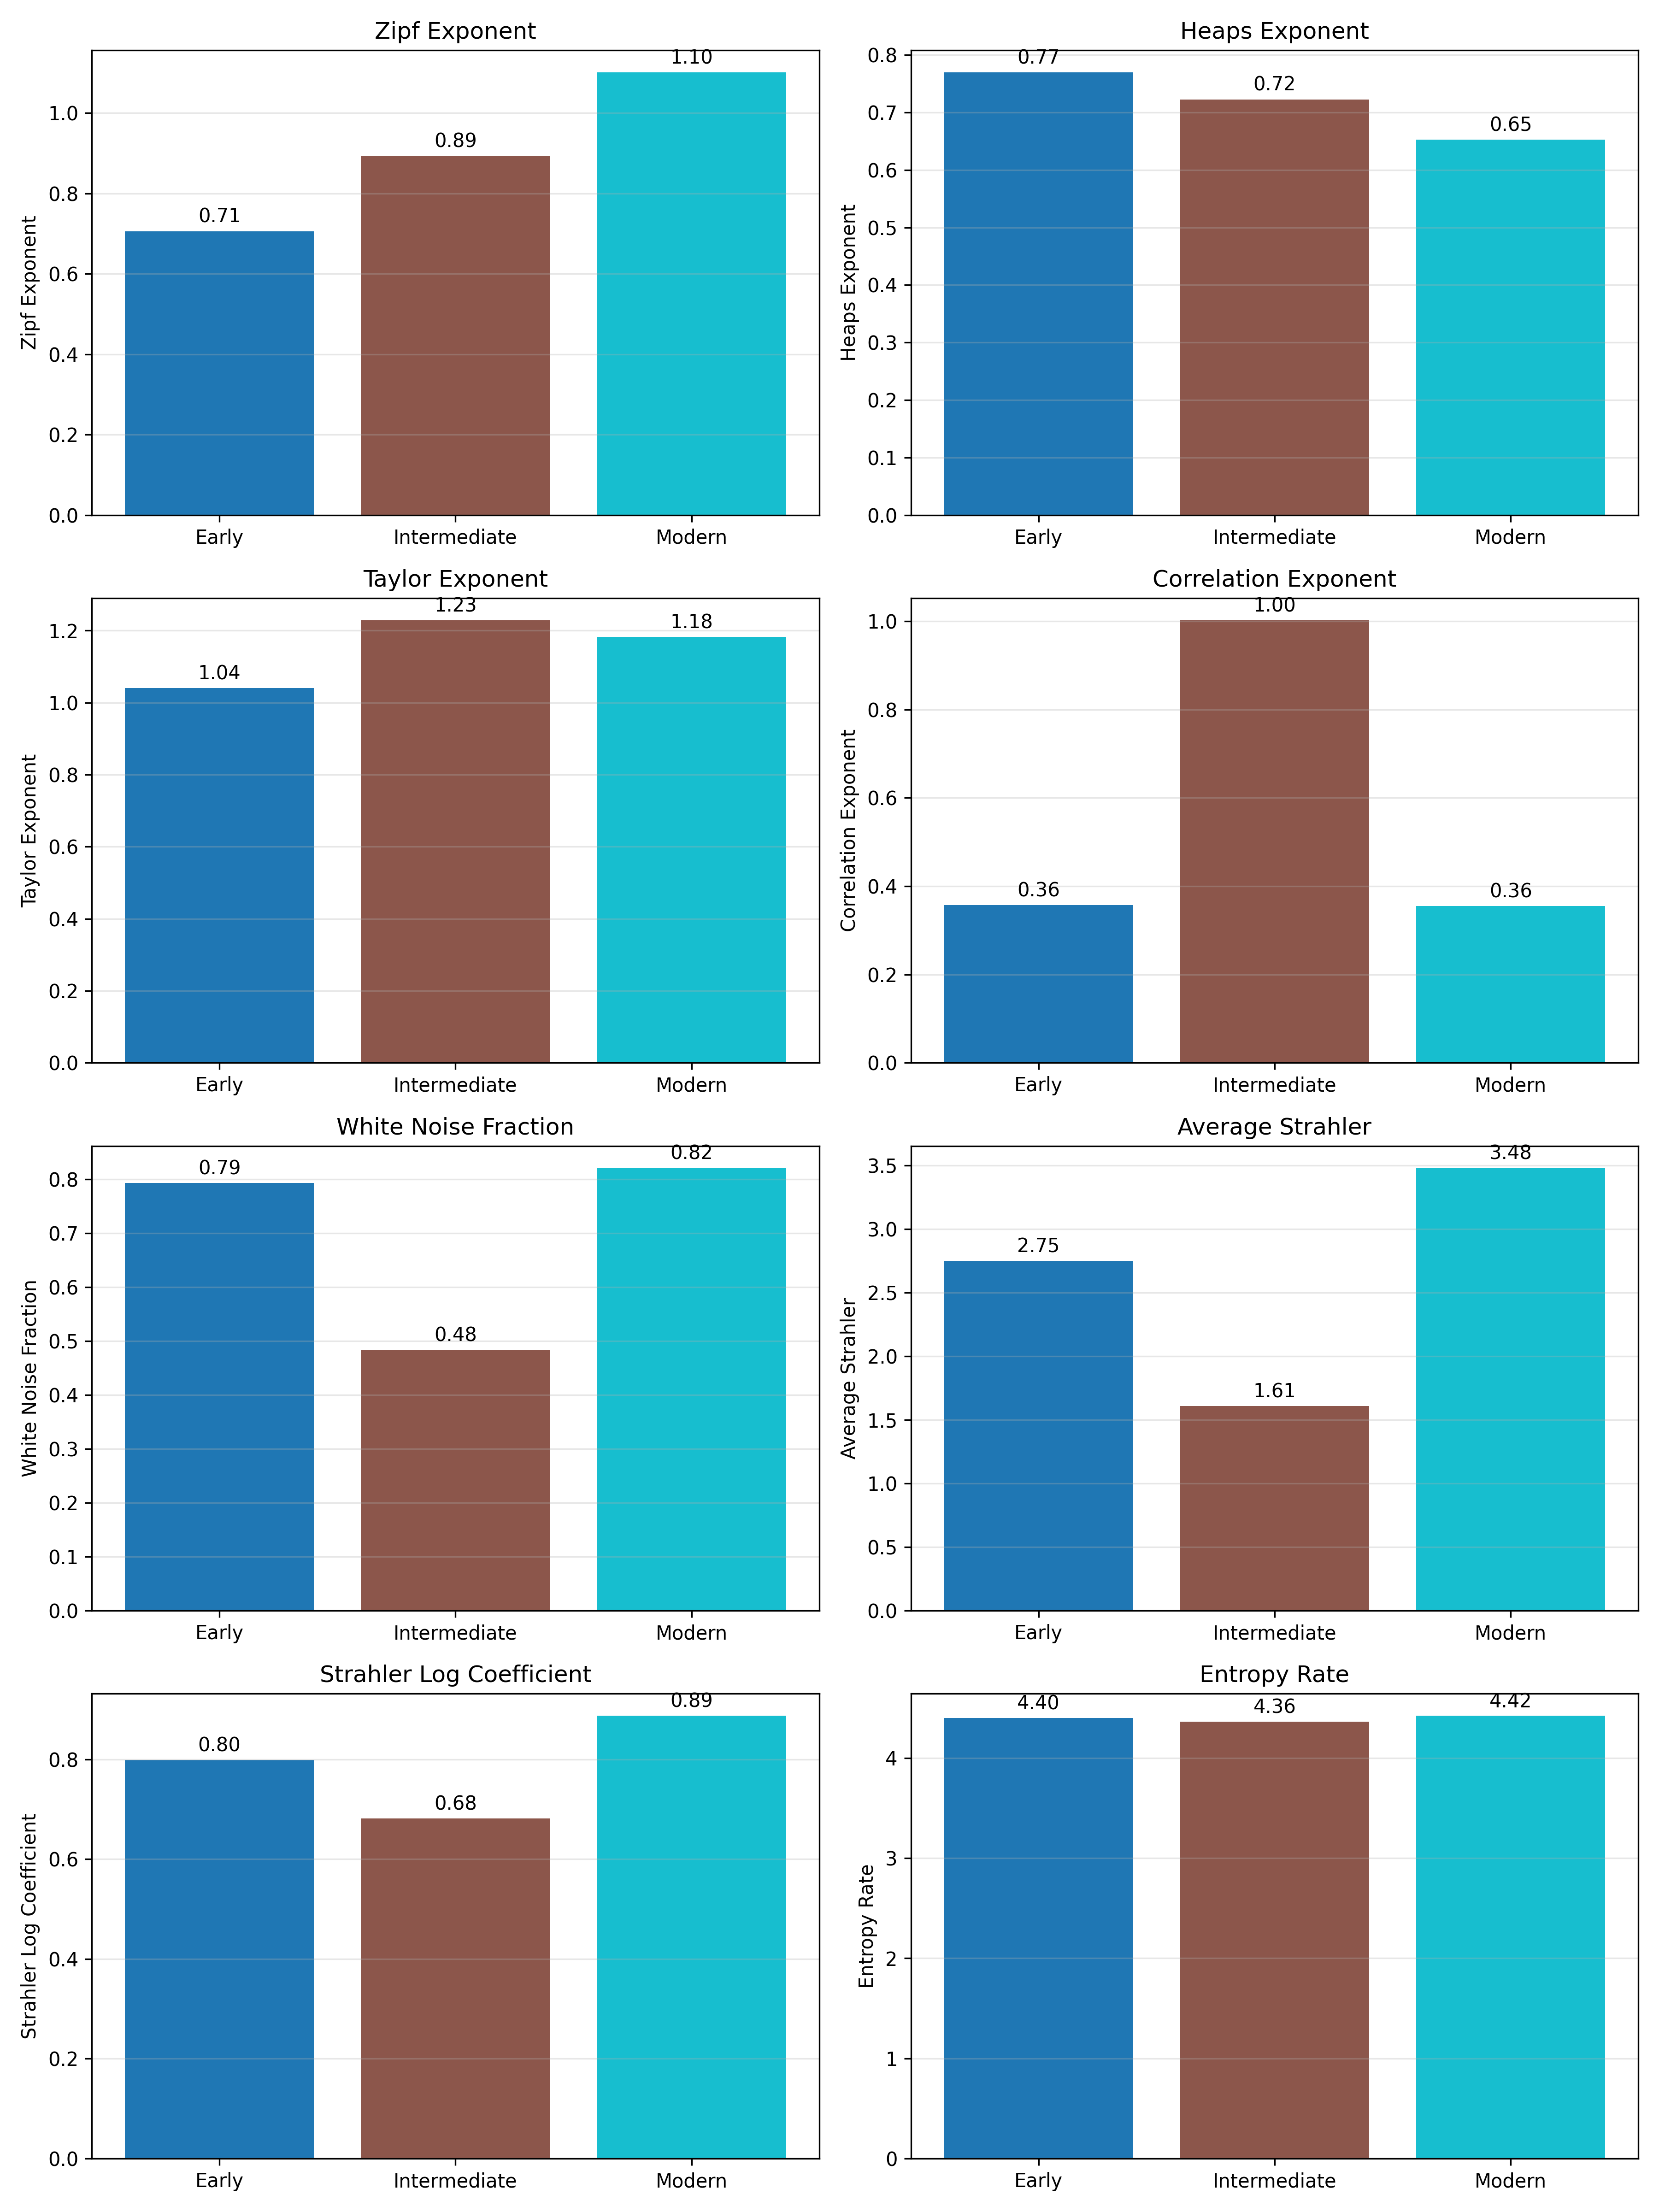 Zipf Exponent
1.10
1.0
0.89
0.8
0.71
0.6
0.4
0.2
0.0
Zipf Exponent
Early
Intermediate
Modern
Heaps Exponent
0.8
0.77
0.72
0.7
0.65
0.6
0.5
0.4
0.3
0.2
0.1
0.0
Heaps Exponent
Early
Intermediate
Modern
Taylor Exponent
1.23
1.2
1.18
1.04
1.0
0.8
0.6
0.4
0.2
0.0
Taylor Exponent
Early
Intermediate
Modern
Correlation Exponent
1.00
1.0
0.8
0.6
0.4
0.36
0.36
0.2
0.0
Correlation Exponent
Early
Intermediate
Modern
White Noise Fraction
0.82
0.79
0.8
0.7
0.6
0.5
0.48
0.4
0.3
0.2
0.1
0.0
White Noise Fraction
Early
Intermediate
Modern
Average Strahler
3.48
3.5
3.0
2.75
2.5
2.0
1.61
1.5
1.0
0.5
0.0
Average Strahler
Early
Intermediate
Modern
Strahler Log Coefficient
0.89
0.80
0.8
0.68
0.6
0.4
0.2
0.0
Strahler Log Coefficient
Early
Intermediate
Modern
Entropy Rate
4.40
4.36
4.42
4
3
2
1
0
Entropy Rate
Early
Intermediate
Modern